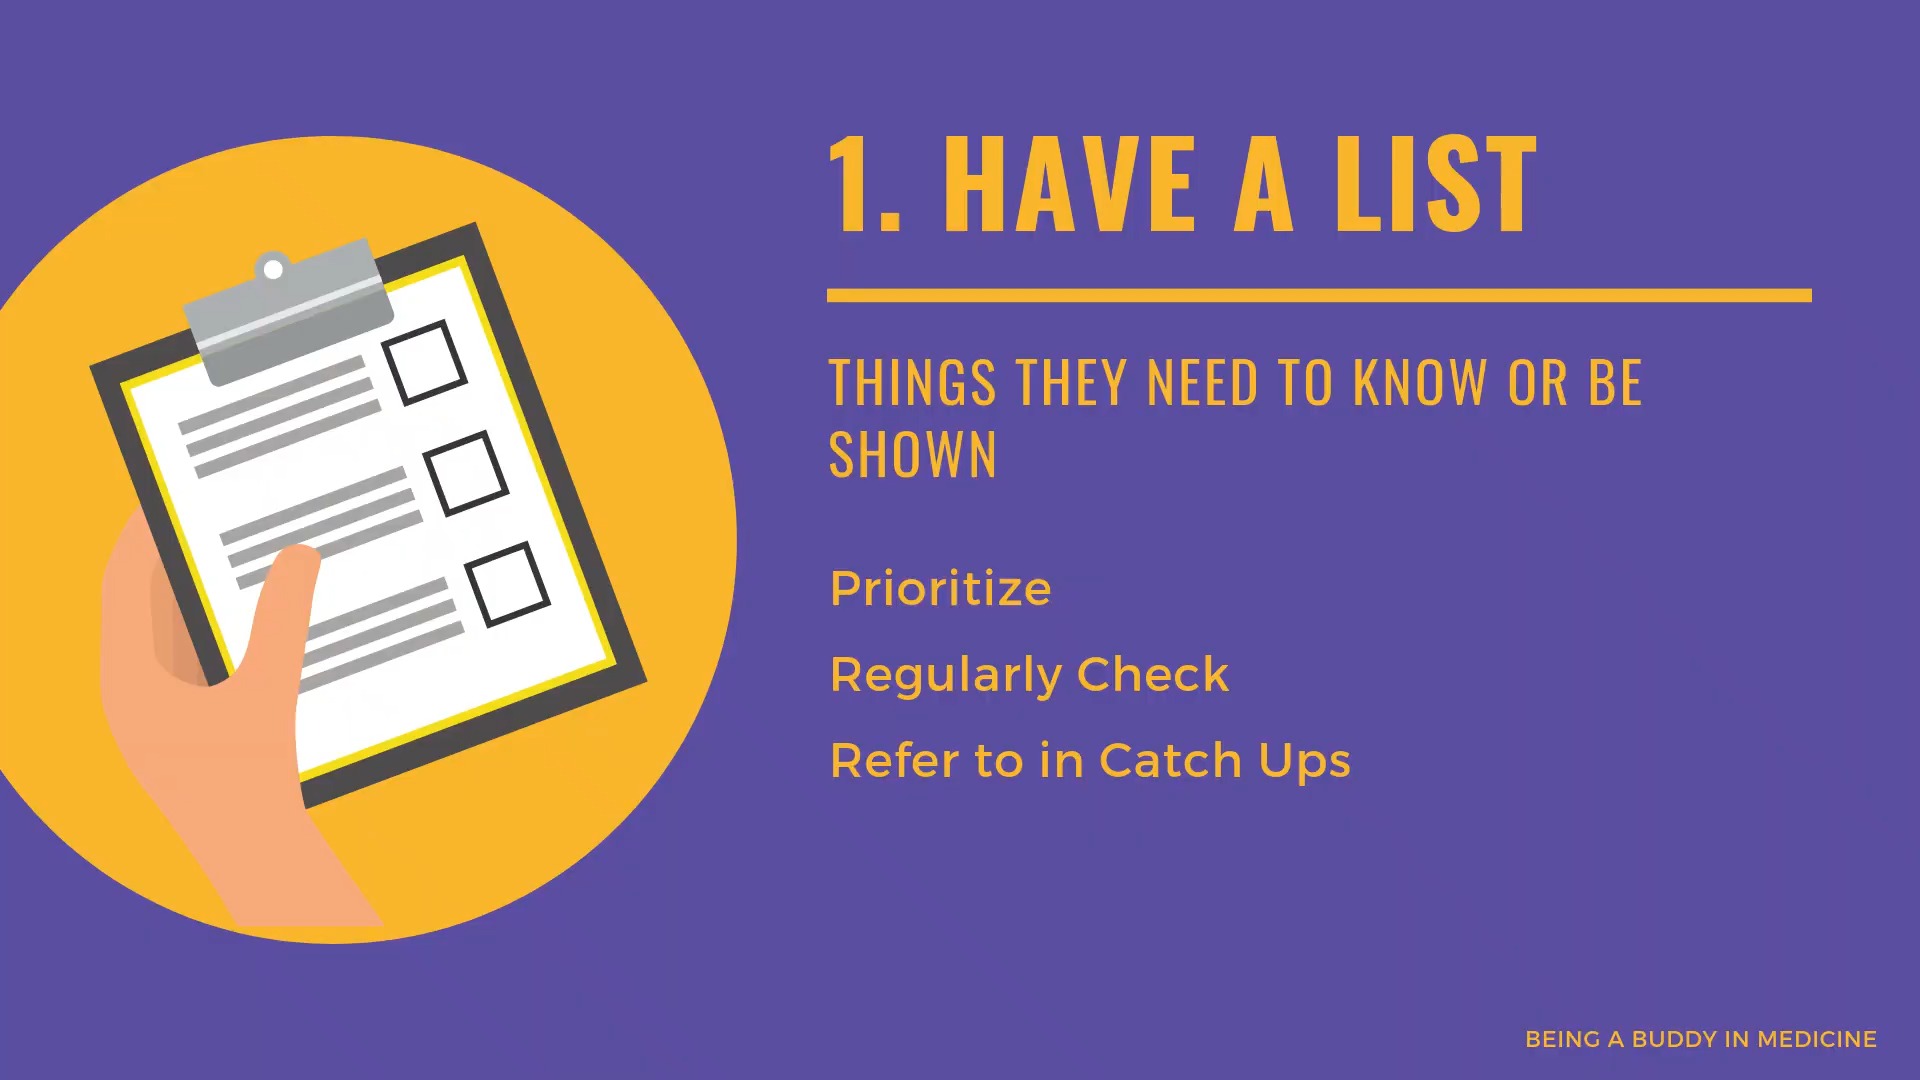 1. HAVE A LIST
THINGS THEY NEED TO KNOW OR BE
SHOWN
Prioritize
Regularly Check
Refer to in Catch Ups
BEING A BUDDY IN MEDICINE